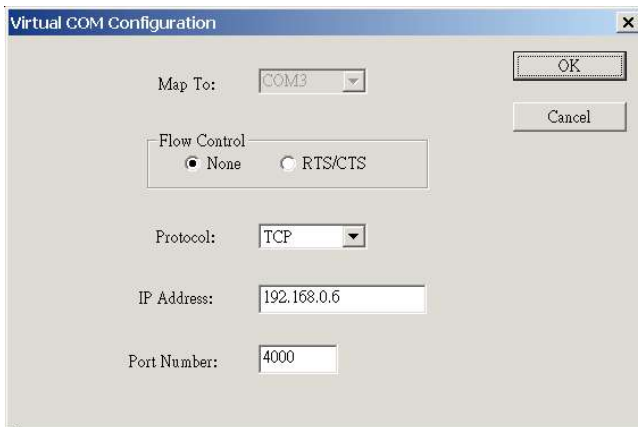 Virtual COM Configuration
Map To: COM3
OK
Cancel
Flow Control
None RTS/CTS
Protocol: TCP
IP Address: 192.168.0.6
Port Number: 4000